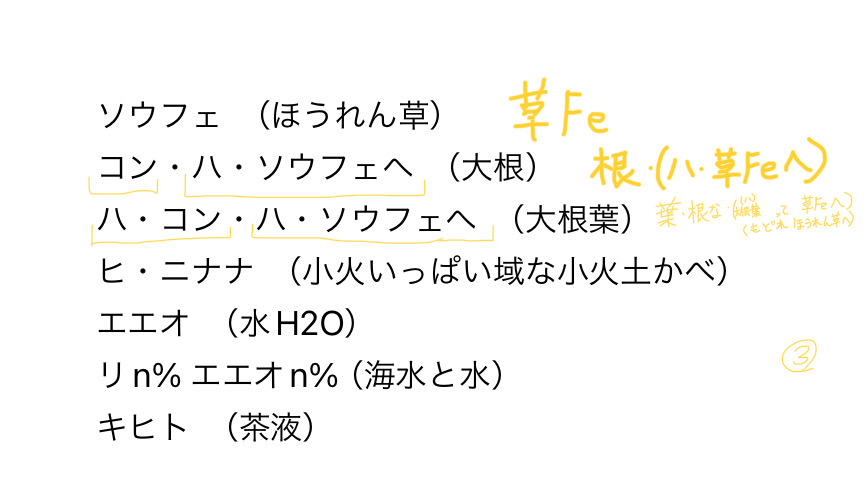 ソウフェ （ほうれん草） 草Fe
コン・ハ・ソウフェへ （大根） 根・(ハ・草Feへ)
ハ・コン・ハ・ソウフェへ （大根葉） 葉・根な・ って 草Feへ)
(もどれ ほうれん草へ)
ヒ・ニナナ （小火いっぱい域な小火土かべ）
エエオ （水H2O）
③
リn% エエオn%（海水と水）
キヒト （茶液）